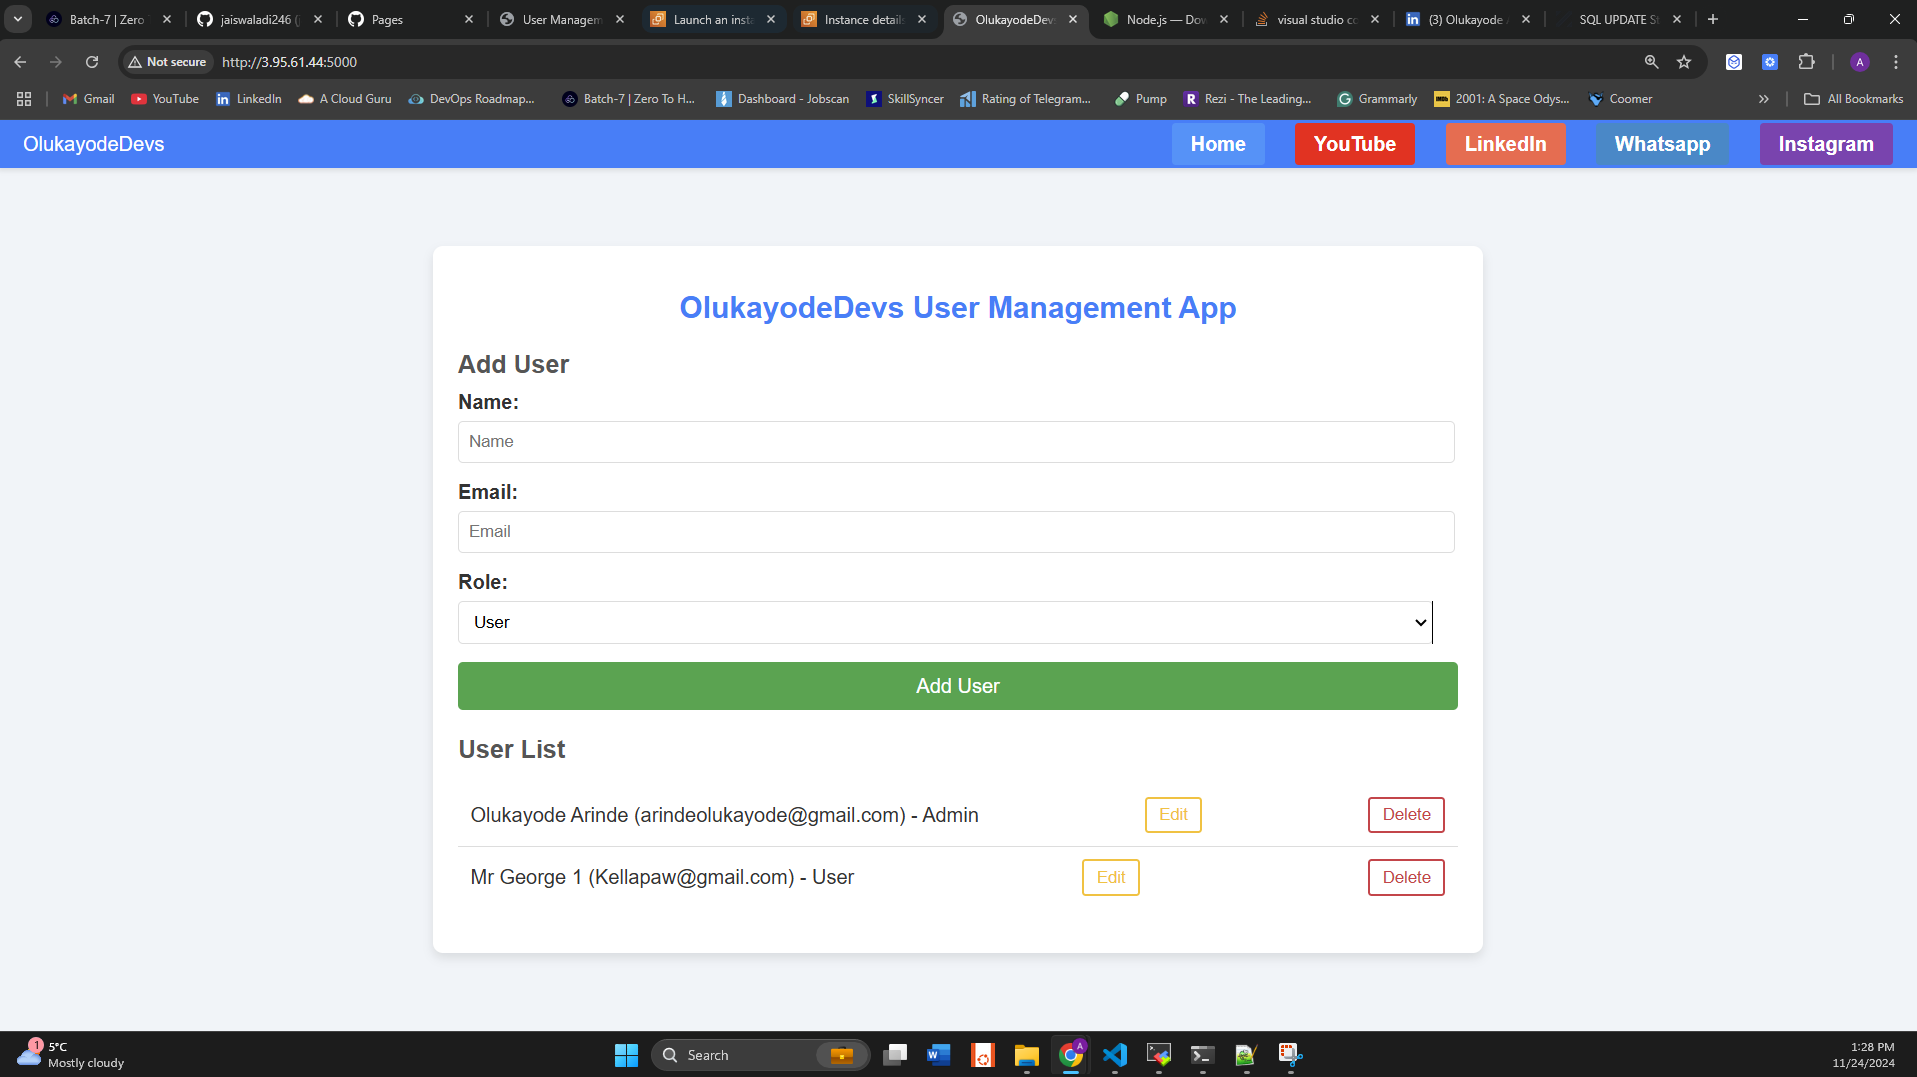 Batch-7 | Zero
jaiswaladi246 (j
Pages
User Managem
Launch an insta
Instance details
OlukayodeDevs
Node.js — Dow
visual studio co
(3) Olukayode
SQL UPDATE St
Not secure
http://3.95.61.44:5000
A
Gmail
YouTube
LinkedIn
A Cloud Guru
DevOps Roadmap...
Batch-7 | Zero To H...
Dashboard - Jobscan
SkillSyncer
Rating of Telegram...
Pump
Rezi - The Leading...
Grammarly
2001: A Space Odys...
Coomer
All Bookmarks
OlukayodeDevs
Home
YouTube
LinkedIn
Whatsapp
Instagram
OlukayodeDevs User Management App
Add User
Name:
Name
Email:
Email
Role:
User
Add User
User List
Olukayode Arinde (arindeolukayode@gmail.com) - Admin
Edit
Delete
Mr George 1 (Kellapaw@gmail.com) - User
Edit
Delete
1
5°C
Mostly cloudy
Search
1:28 PM
11/24/2024